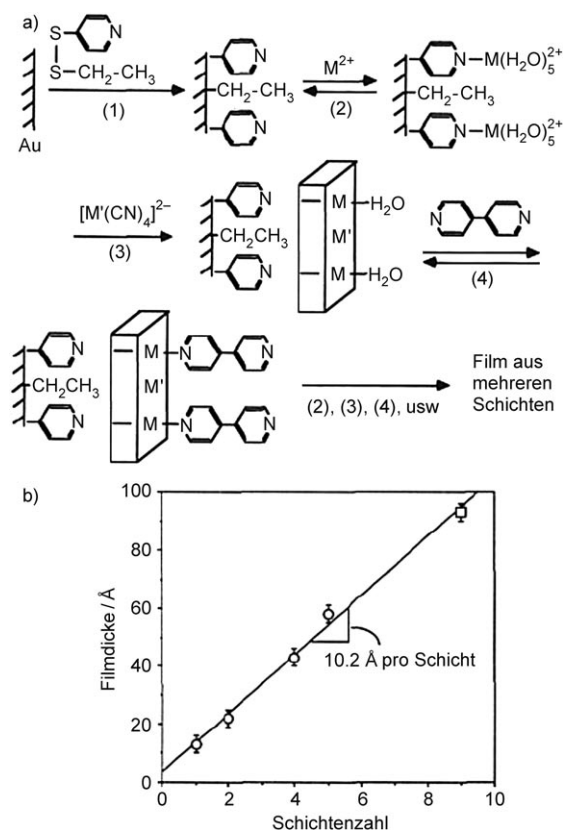 a)
S
S
N
CH₂–CH₃
(1)
Au
N
CH₂–CH₃
N
M²⁺
(2)
N–M(H₂O)₅²⁺
CH₂–CH₃
N–M(H₂O)₅²⁺
[M'(CN)₄]²⁻
(3)
N
CH₂CH₃
N
M H₂O
M'
M H₂O
N N
(4)
N
CH₂CH₃
N
M N N
M'
M N N
(2), (3), (4), usw
Film aus
mehreren
Schichten
b)
Filmdicke / Å
100
80
60
40
20
0
10.2 Å pro Schicht
0 2 4 6 8 10
Schichtenzahl